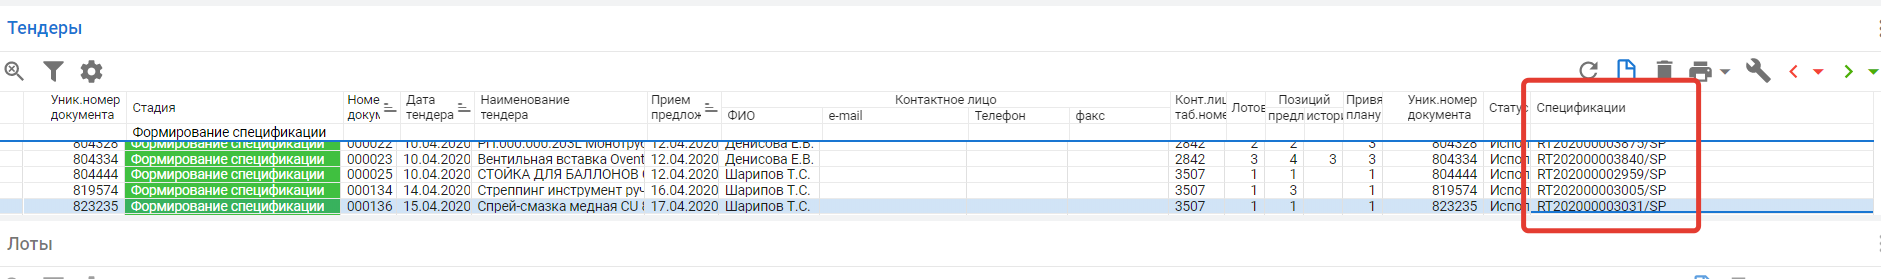 Тендеры
Уник.номер документа Стадия Номе докум Дата тендера Наименование тендера Прием предлож Контактное лицо ФИО e-mail Телефон факс Конт.лиц таб.номе Лотов Позиций предл истори Привя плану Уник.номер документа Статус Спецификации
Формирование спецификации
804328 Формирование спецификации 000022 10.04.2020 РП.000.000.203L Монотруб 12.04.2020 Денисова Е.В. 2842 2 2 3 804328 Испол RT202000003875/SP
804334 Формирование спецификации 000023 10.04.2020 Вентильная вставка Ovent 12.04.2020 Денисова Е.В. 2842 3 4 3 3 804334 Испол RT202000003840/SP
804444 Формирование спецификации 000025 10.04.2020 СТОЙКА ДЛЯ БАЛЛОНОВ 12.04.2020 Шарипов Т.С. 3507 1 1 1 804444 Испол RT202000002959/SP
819574 Формирование спецификации 000134 14.04.2020 Стреппинг инструмент руч 16.04.2020 Шарипов Т.С. 3507 1 3 1 819574 Испол RT202000003005/SP
823235 Формирование спецификации 000136 15.04.2020 Спрей-смазка медная CU 17.04.2020 Шарипов Т.С. 3507 1 1 1 823235 Испол RT202000003031/SP
Лоты